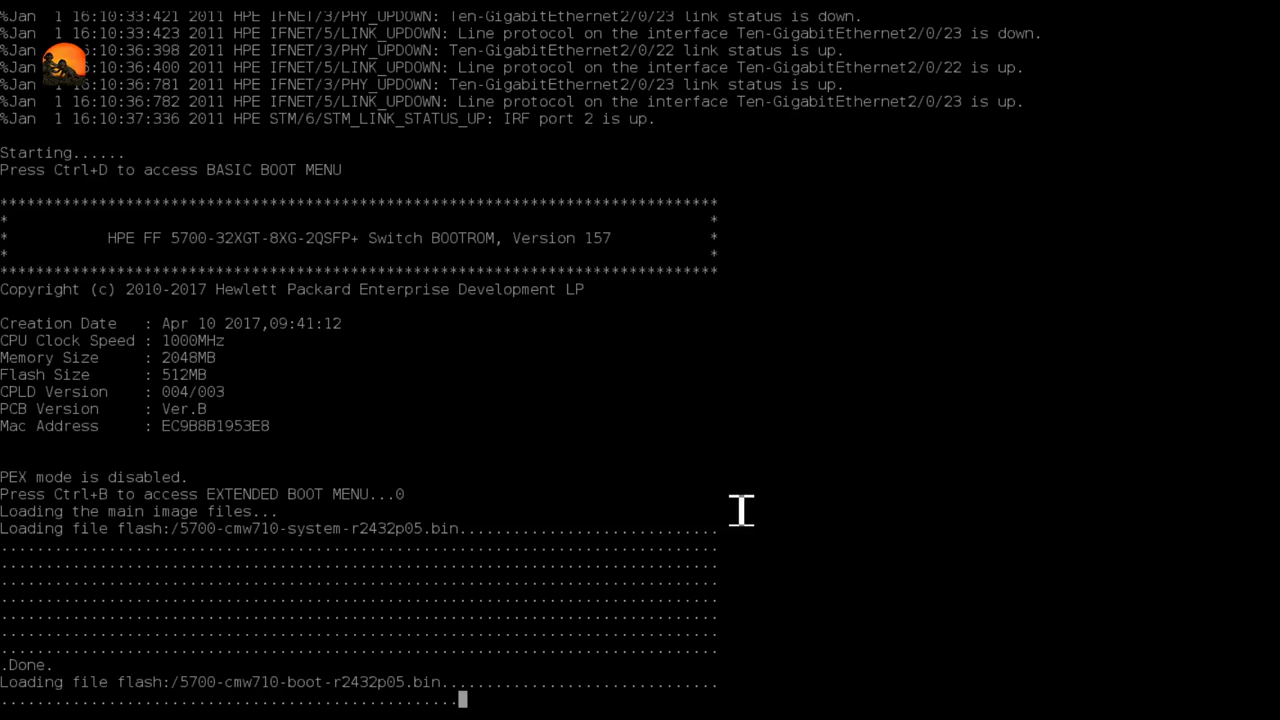 %Jan  1 16:10:33:421 2011 HPE IFNET/3/PHY_UPDOWN: Ten-GigabitEthernet2/0/23 link status is down.
%Jan  1 16:10:33:423 2011 HPE IFNET/5/LINK_UPDOWN: Line protocol on the interface Ten-GigabitEthernet2/0/23 is down.
%Jan 6:10:36:398 2011 HPE IFNET/3/PHY_UPDOWN: Ten-GigabitEthernet2/0/22 link status is up.
%Jan 6:10:36:400 2011 HPE IFNET/5/LINK_UPDOWN: Line protocol on the interface Ten-GigabitEthernet2/0/22 is up.
%Jan 6:10:36:781 2011 HPE IFNET/3/PHY_UPDOWN: Ten-GigabitEthernet2/0/23 link status is up.
%Jan  1 16:10:36:782 2011 HPE IFNET/5/LINK_UPDOWN: Line protocol on the interface Ten-GigabitEthernet2/0/23 is up.
%Jan  1 16:10:37:336 2011 HPE STM/6/STM_LINK_STATUS_UP: IRF port 2 is up.
Starting......
Press Ctrl+D to access BASIC BOOT MENU
********************************************************************************
*                                                                              *
*           HPE FF 5700-32XGT-8XG-2QSFP+ Switch BOOTROM, Version 157           *
*                                                                              *
********************************************************************************
Copyright (c) 2010-2017 Hewlett Packard Enterprise Development LP
Creation Date   : Apr 10 2017,09:41:12
CPU Clock Speed : 1000MHz
Memory Size     : 2048MB
Flash Size      : 512MB
CPLD Version    : 004/003
PCB Version     : Ver.B
Mac Address     : EC9B8B1953E8
PEX mode is disabled.
Press Ctrl+B to access EXTENDED BOOT MENU...0
Loading the main image files...
Loading file flash:/5700-cmw710-system-r2432p05.bin.............................
................................................................................
................................................................................
................................................................................
................................................................................
................................................................................
................................................................................
................................................................................
.Done.
Loading file flash:/5700-cmw710-boot-r2432p05.bin...............................
...................................................